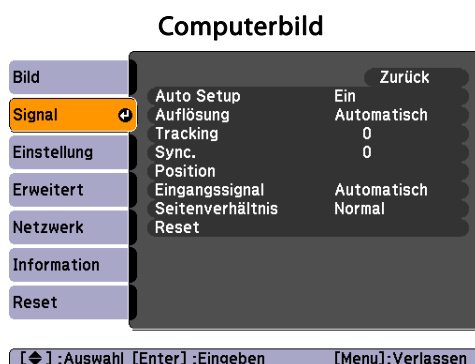 Computerbild
Bild
Signal
Einstellung
Erweitert
Netzwerk
Information
Reset
Zurück
Auto Setup Ein
Auflösung Automatisch
Tracking 0
Sync. 0
Position
Eingangssignal Automatisch
Seitenverhältnis Normal
Reset
[◆] :Auswahl [Enter] :Eingeben [Menu]:Verlassen